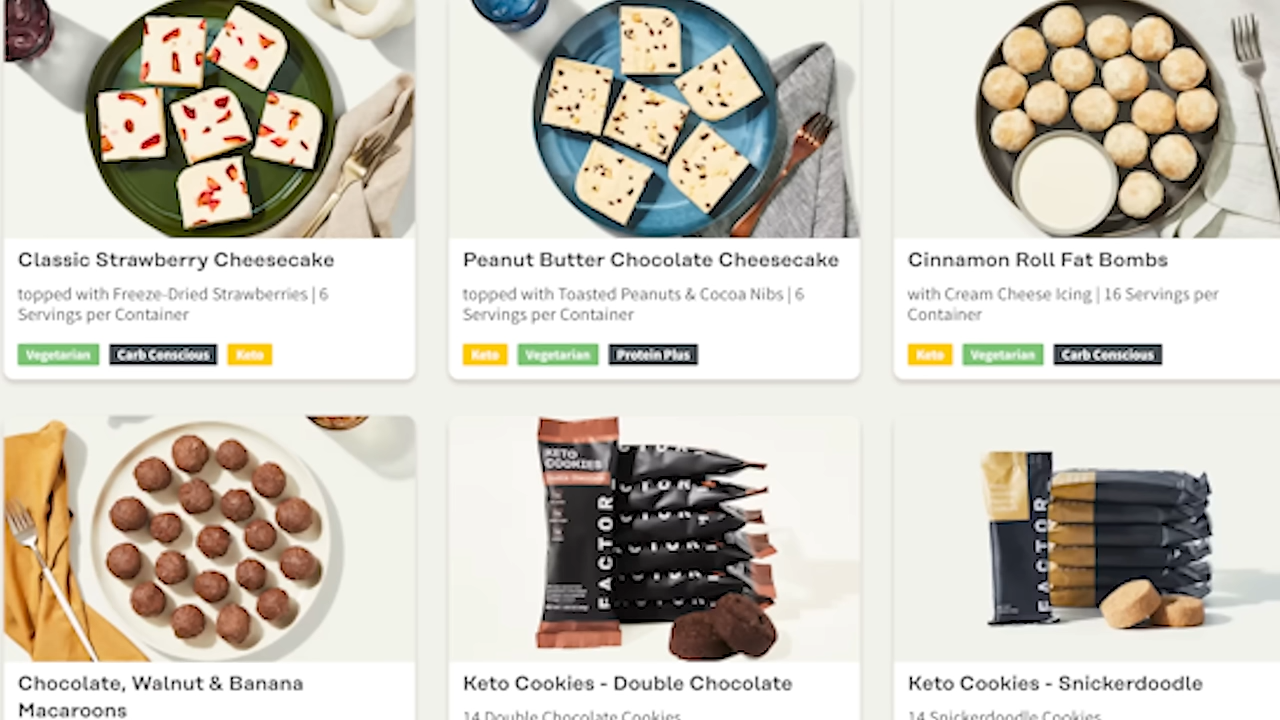 Classic Strawberry Cheesecake
topped with Freeze-Dried Strawberries | 6
Servings per Container
Vegetarian
Carb Conscious
Keto
Peanut Butter Chocolate Cheesecake
topped with Toasted Peanuts & Cocoa Nibs | 6
Servings per Container
Keto
Vegetarian
Protein Plus
Cinnamon Roll Fat Bombs
with Cream Cheese Icing | 16 Servings per
Container
Keto
Vegetarian
Carb Conscious
KETO
COOKIES
FACTOR
FACTOR
Chocolate, Walnut & Banana
Macaroons
Keto Cookies - Double Chocolate
14 Double Chocolate Cookies
Keto Cookies - Snickerdoodle
14 Snickerdoodle Cookies